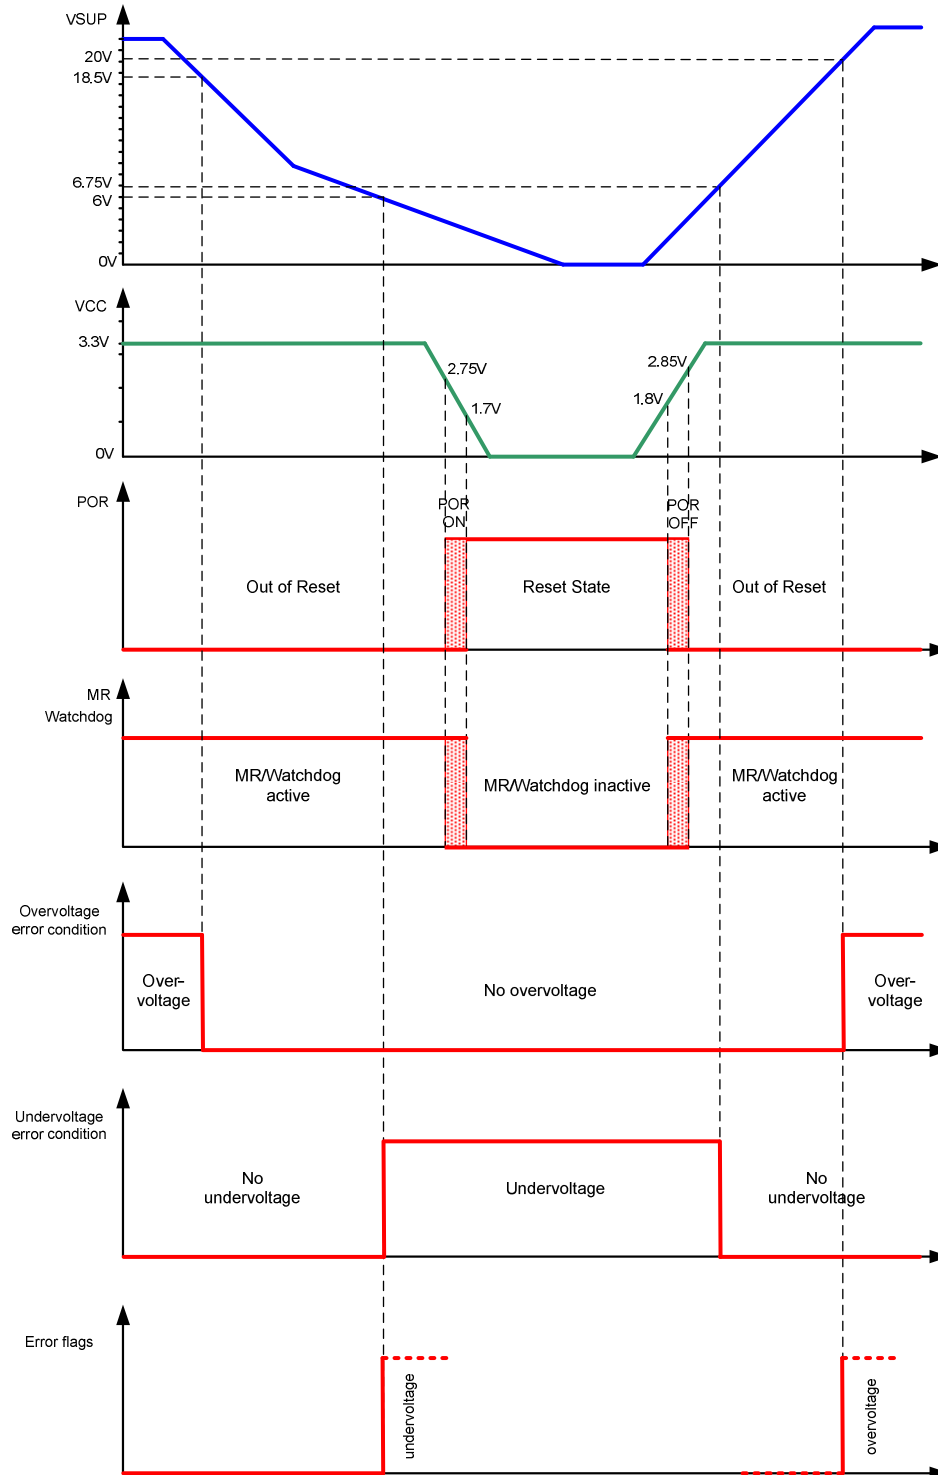 VSUP
20V
18.5V
6.75V
6V
0V
VCC
3.3V
2.75V
2.85V
1.7V
1.8V
0V
POR
POR
ON
POR
OFF
Out of Reset
Reset State
Out of Reset
MR
Watchdog
MR/Watchdog
active
MR/Watchdog inactive
MR/Watchdog
active
Overvoltage
error condition
Over-
voltage
No overvoltage
Over-
voltage
Undervoltage
error condition
No
undervoltage
Undervoltage
No
undervoltage
Error flags
undervoltage
overvoltage